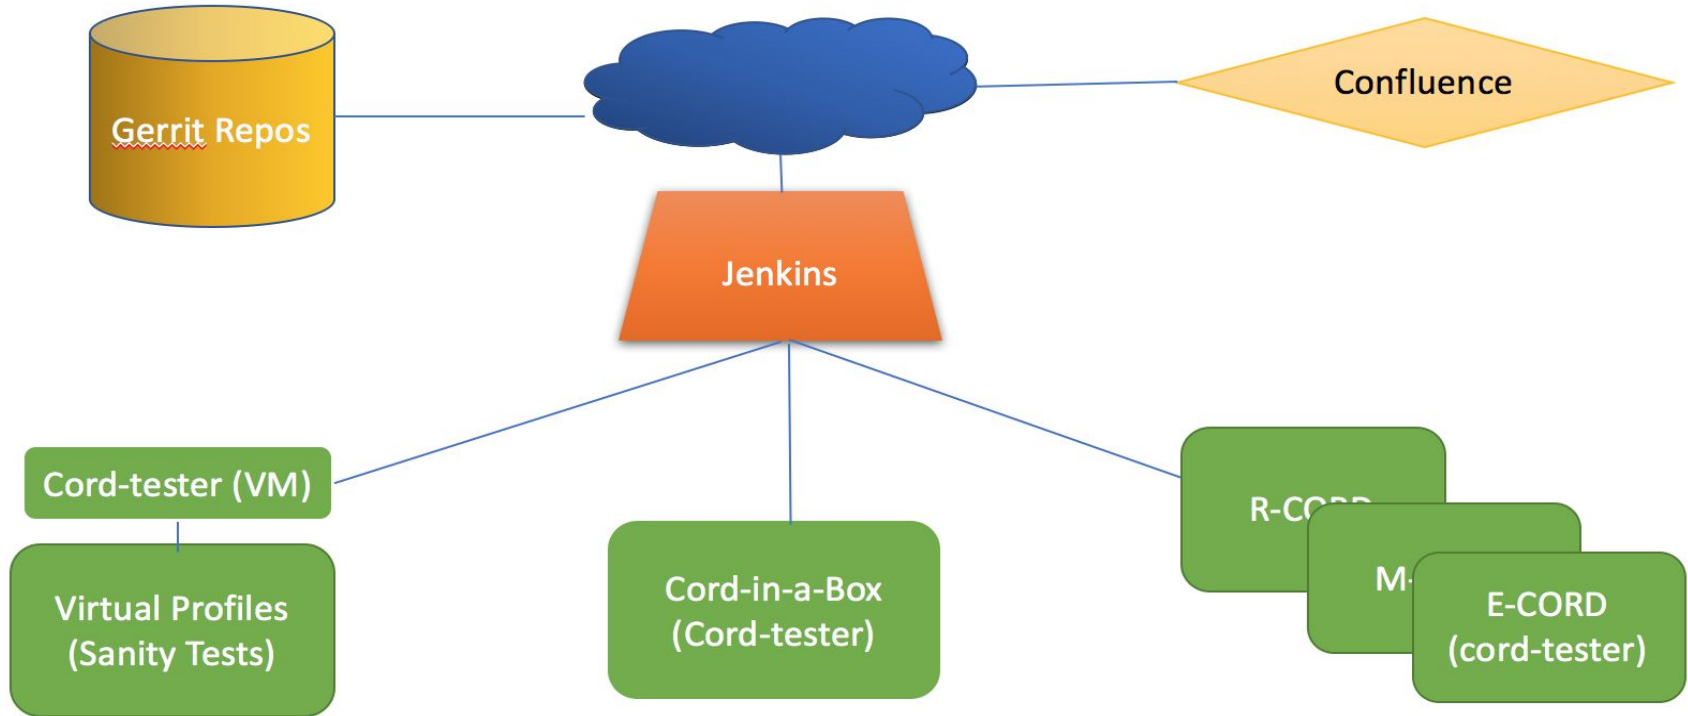 Gerrit Repos
Confluence
Jenkins
Cord-tester (VM)
Virtual Profiles
(Sanity Tests)
Cord-in-a-Box
(Cord-tester)
R-CORD
M-
E-CORD
(cord-tester)